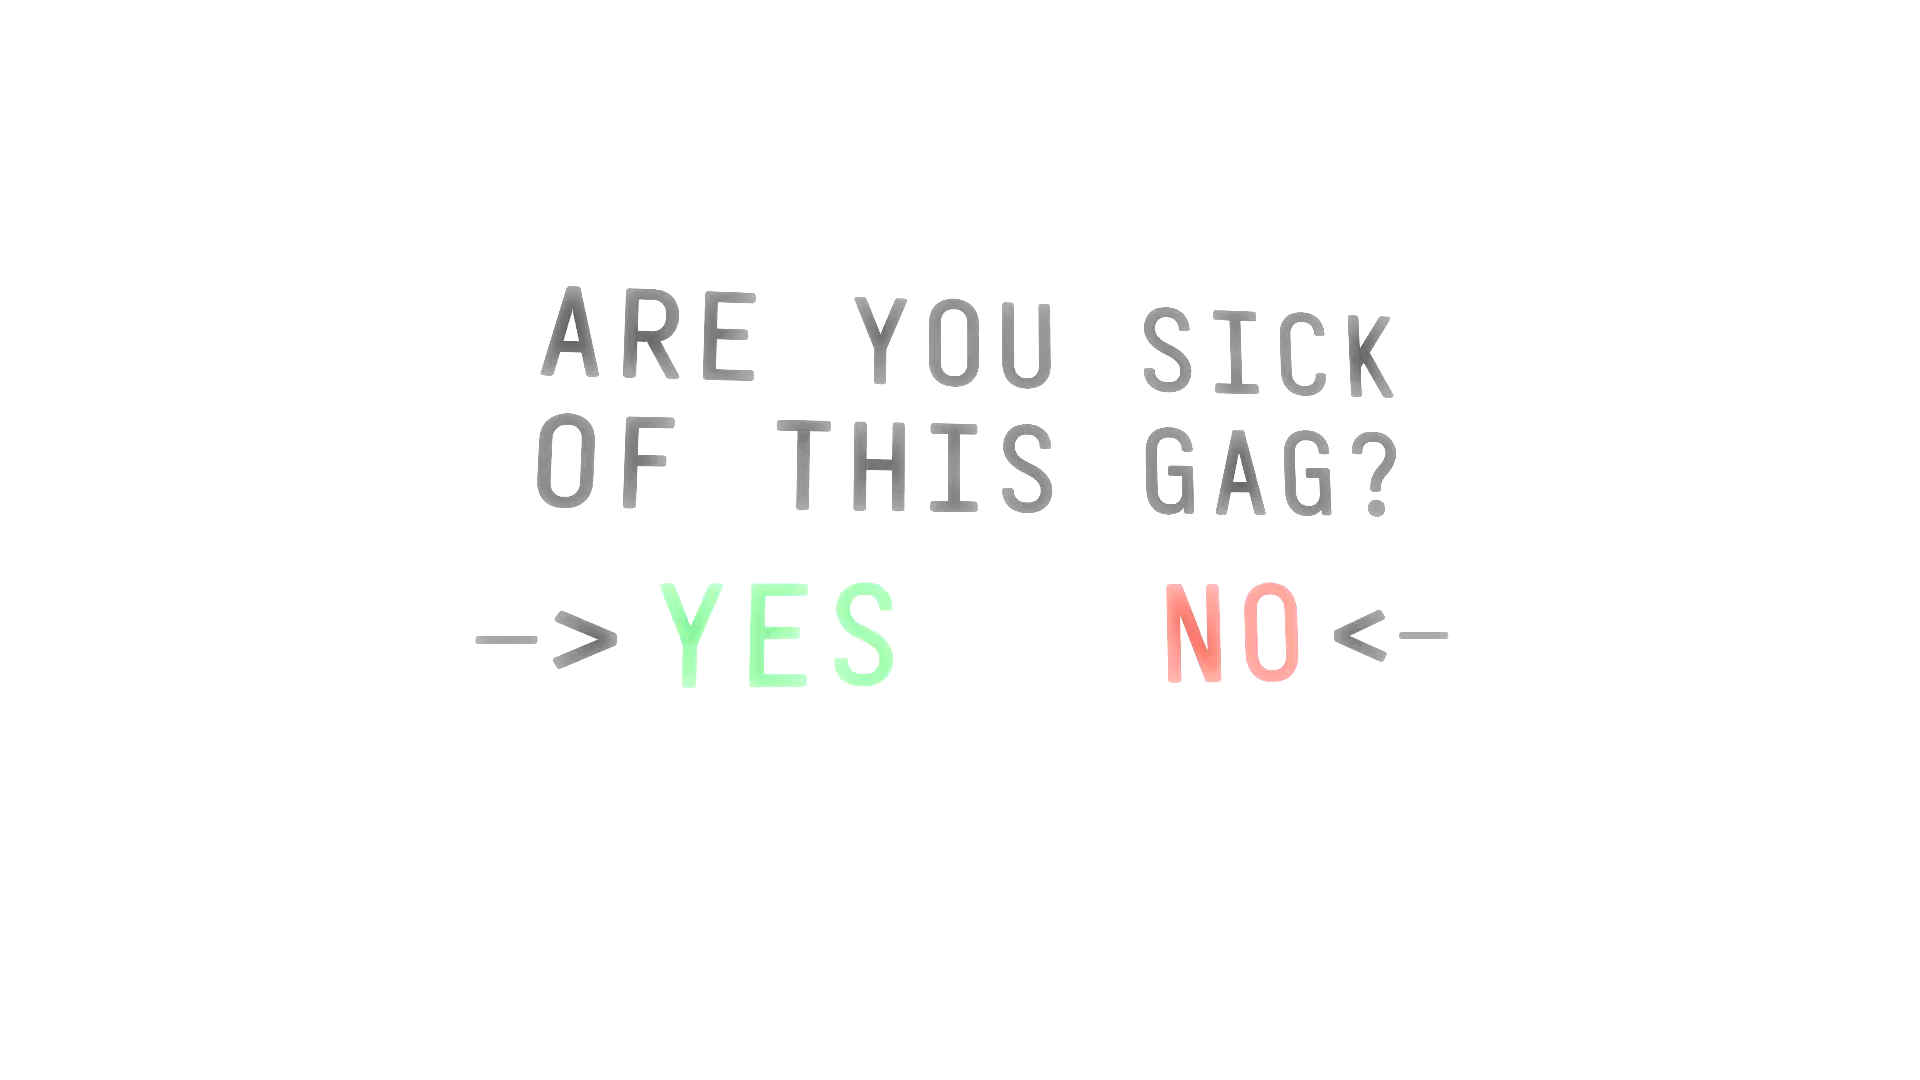 ARE YOU SICK
OF THIS GAG?
—> YES NO <—